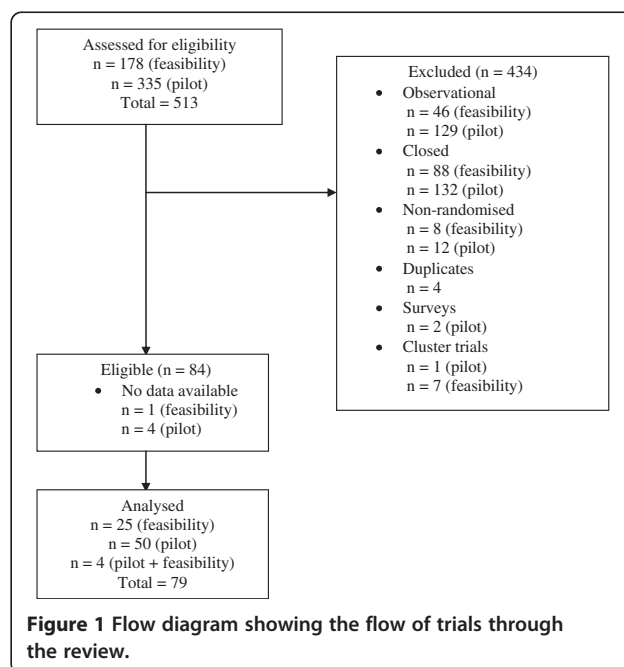 Assessed for eligibility
n = 178 (feasibility)
n = 335 (pilot)
Total = 513
Excluded (n = 434)
• Observational
n = 46 (feasibility)
n = 129 (pilot)
• Closed
n = 88 (feasibility)
n = 132 (pilot)
• Non-randomised
n = 8 (feasibility)
n = 12 (pilot)
• Duplicates
n = 4
• Surveys
n = 2 (pilot)
• Cluster trials
n = 1 (pilot)
n = 7 (feasibility)
Eligible (n = 84)
• No data available
n = 1 (feasibility)
n = 4 (pilot)
Analysed
n = 25 (feasibility)
n = 50 (pilot)
n = 4 (pilot + feasibility)
Total = 79
Figure 1 Flow diagram showing the flow of trials through
the review.